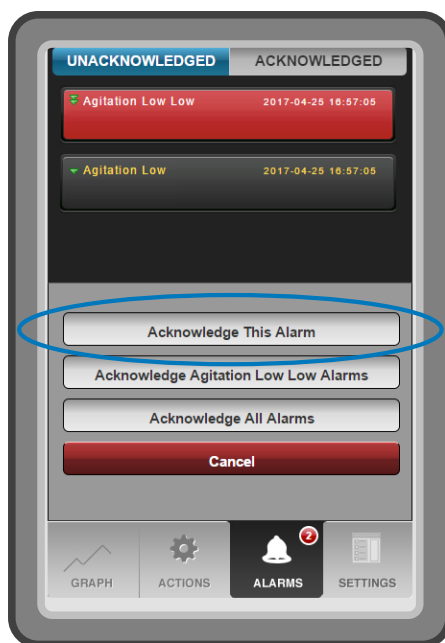 UNACKNOWLEDGED ACKNOWLEDGED
Agitation Low Low 2017-04-25 16:57:05
Agitation Low 2017-04-25 16:57:05
Acknowledge This Alarm
Acknowledge Agitation Low Low Alarms
Acknowledge All Alarms
Cancel
2
GRAPH ACTIONS ALARMS SETTINGS